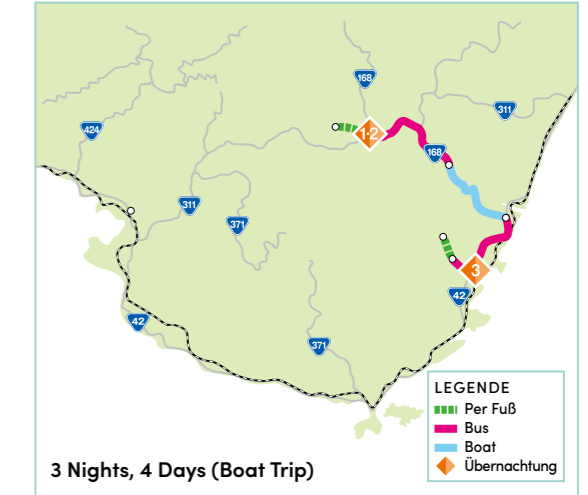 168
311
424
1·2
168
311
371
3
42
42
371
LEGENDE
Per Fuß
Bus
Boat
Übernachtung
3 Nights, 4 Days (Boat Trip)